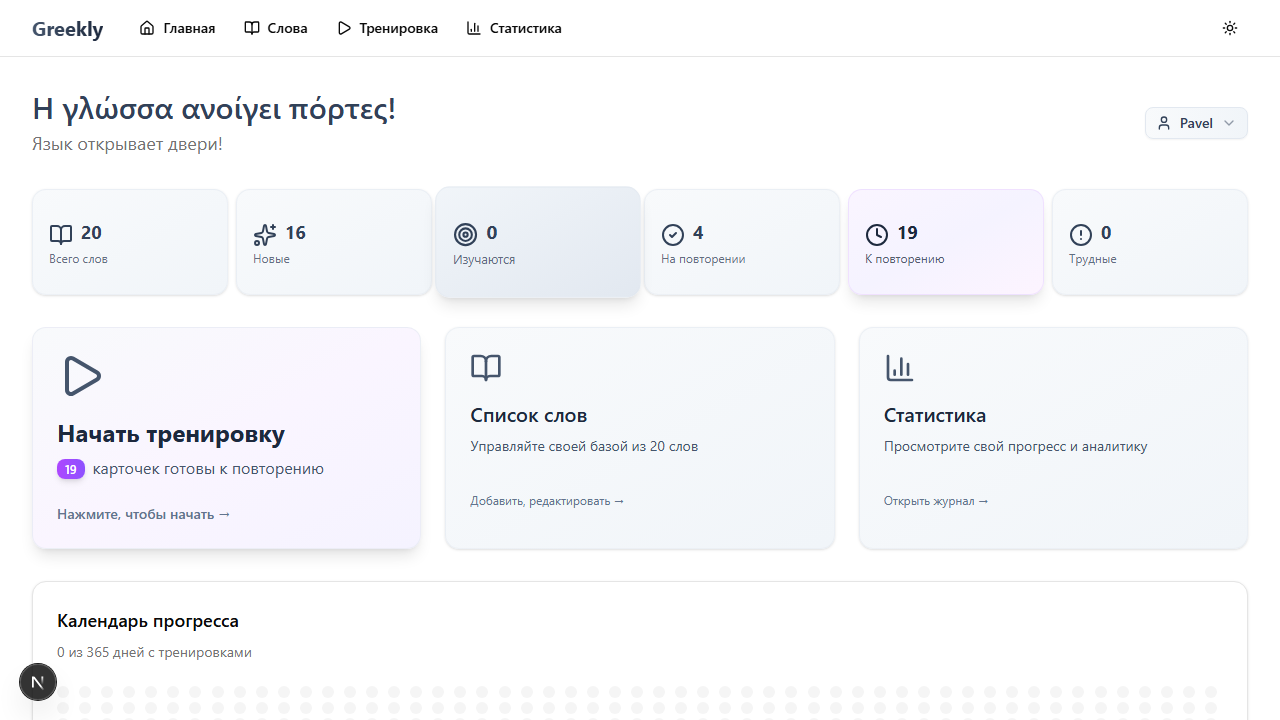 Greekly
Главная
Слова
Тренировка
Статистика
Η γλώσσα ανοίγει πόρτες!
Язык открывает двери!
Pavel
20
Всего слов
16
Новые
0
Изучаются
4
На повторении
19
К повторению
0
Трудные
Начать тренировку
19 карточек готовы к повторению
Нажмите, чтобы начать →
Список слов
Управляйте своей базой из 20 слов
Добавить, редактировать →
Статистика
Просмотрите свой прогресс и аналитику
Открыть журнал →
Календарь прогресса
0 из 365 дней с тренировками
N